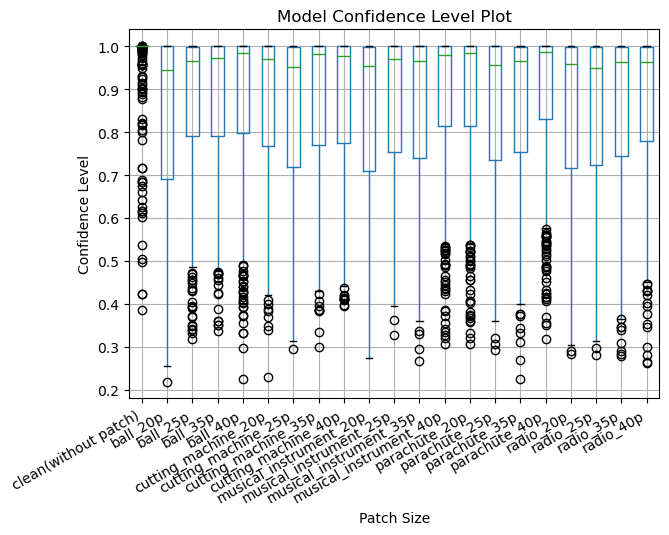 Model Confidence Level Plot
Confidence Level
1.0
0.9
0.8
0.7
0.6
0.5
0.4
0.3
0.2
clean(without patch)
ball_20p
ball_25p
ball_35p
ball_40p
cutting_machine_20p
cutting_machine_25p
cutting_machine_35p
cutting_machine_40p
musical_instrument_20p
musical_instrument_25p
musical_instrument_35p
musical_instrument_40p
parachute_20p
parachute_25p
parachute_35p
parachute_40p
radio_20p
radio_25p
radio_35p
radio_40p
Patch Size